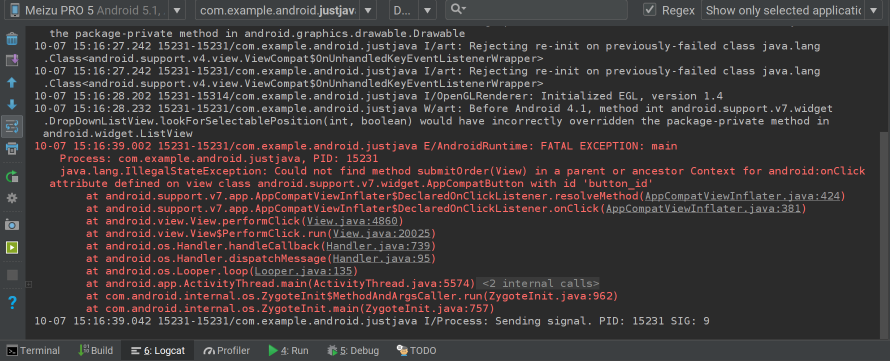 Meizu PRO 5 Android 5.1, com.example.android.justjav D... Regex Show only selected applicatio
the package-private method in android.graphics.drawable.Drawable
10-07 15:16:27.242 15231-15231/com.example.android.justjava I/art: Rejecting re-init on previously-failed class java.lang
.Class<android.support.v4.view.ViewCompat$OnUnhandledKeyEventListenerWrapper>
10-07 15:16:27.242 15231-15231/com.example.android.justjava I/art: Rejecting re-init on previously-failed class java.lang
.Class<android.support.v4.view.ViewCompat$OnUnhandledKeyEventListenerWrapper>
10-07 15:16:28.202 15231-15314/com.example.android.justjava I/OpenGLRenderer: Initialized EGL, version 1.4
10-07 15:16:28.232 15231-15231/com.example.android.justjava W/art: Before Android 4.1, method int android.support.v7.widget
.DropDownListView.lookForSelectablePosition(int, boolean) would have incorrectly overridden the package-private method in
android.widget.ListView
10-07 15:16:39.002 15231-15231/com.example.android.justjava E/AndroidRuntime: FATAL EXCEPTION: main
Process: com.example.android.justjava, PID: 15231
java.lang.IllegalStateException: Could not find method submitOrder(View) in a parent or ancestor Context for android:onClick
attribute defined on view class android.support.v7.widget.AppCompatButton with id 'button_id'
at android.support.v7.app.AppCompatViewInflater$DeclaredOnClickListener.resolveMethod(AppCompatViewInflater.java:424)
at android.support.v7.app.AppCompatViewInflater$DeclaredOnClickListener.onClick(AppCompatViewInflater.java:381)
at android.view.View.performClick(View.java:4860)
at android.view.View$PerformClick.run(View.java:20025)
at android.os.Handler.handleCallback(Handler.java:739)
at android.os.Handler.dispatchMessage(Handler.java:95)
at android.os.Looper.loop(Looper.java:135)
at android.app.ActivityThread.main(ActivityThread.java:5574) <2 internal calls>
at com.android.internal.os.ZygoteInit$MethodAndArgsCaller.run(ZygoteInit.java:962)
at com.android.internal.os.ZygoteInit.main(ZygoteInit.java:757)
10-07 15:16:39.042 15231-15231/com.example.android.justjava I/Process: Sending signal. PID: 15231 SIG: 9
Terminal Build 6: Logcat Profiler 4: Run 5: Debug TODO